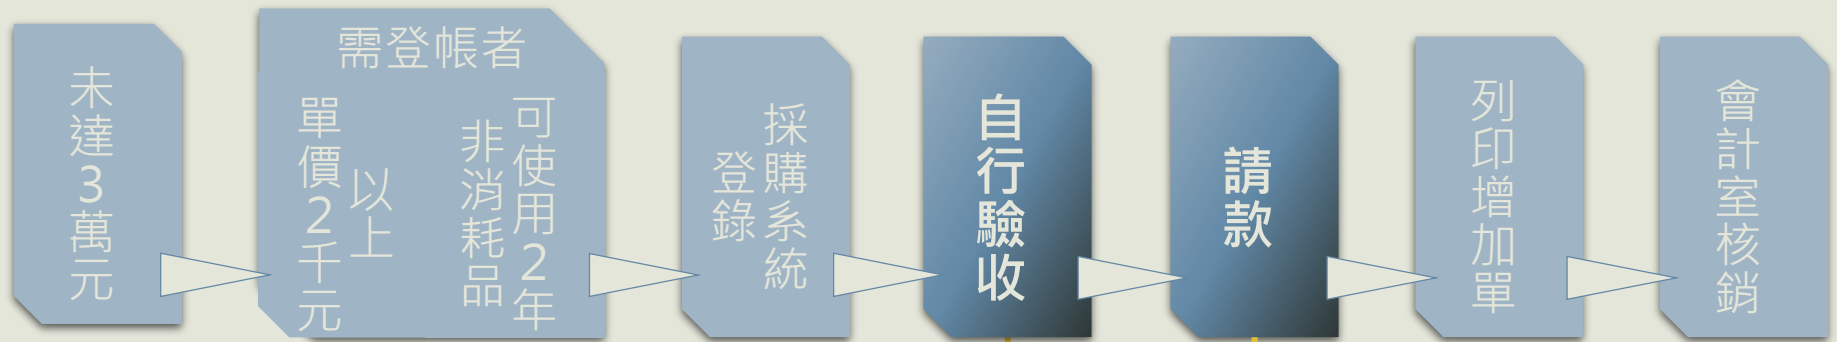 未達3萬元
需登帳者
可使用2年
非消耗品
以上
單價2千元
採購系統
登錄
自行驗收
請款
列印增加單
會計室核銷